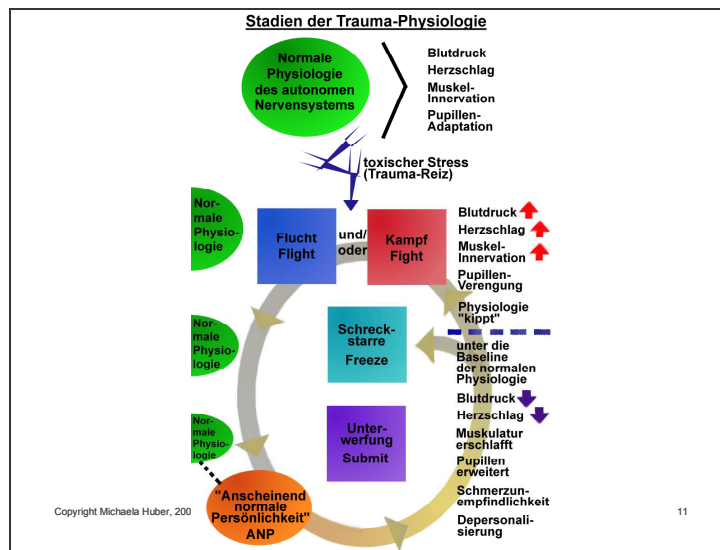 Stadien der Trauma-Physiologie
Normale
Physiologie
des autonomen
Nervensystems
Blutdruck
Herzschlag
Muskel-
Innervation
Pupillen-
Adaptation
toxischer Stress
(Trauma-Reiz)
Nor-
male
Physio-
logie
Flucht
Flight
und/
oder
Kampf
Fight
Blutdruck
Herzschlag
Muskel-
Innervation
Pupillen-
Verengung
Physiologie
"kippt"
Nor-
male
Physio-
logie
Schreck-
starre
Freeze
unter die
Baseline
der normalen
Physiologie
Blutdruck
Herzschlag
Muskulatur
erschlafft
Pupillen
erweitert
Schmerzun-
empfindlichkeit
Depersonali-
sierung
Nor-
male
Physio-
logie
Unter-
werfung
Submit
"Anscheinend
normale
Persönlichkeit"
ANP
Copyright Michaela Huber, 200
11